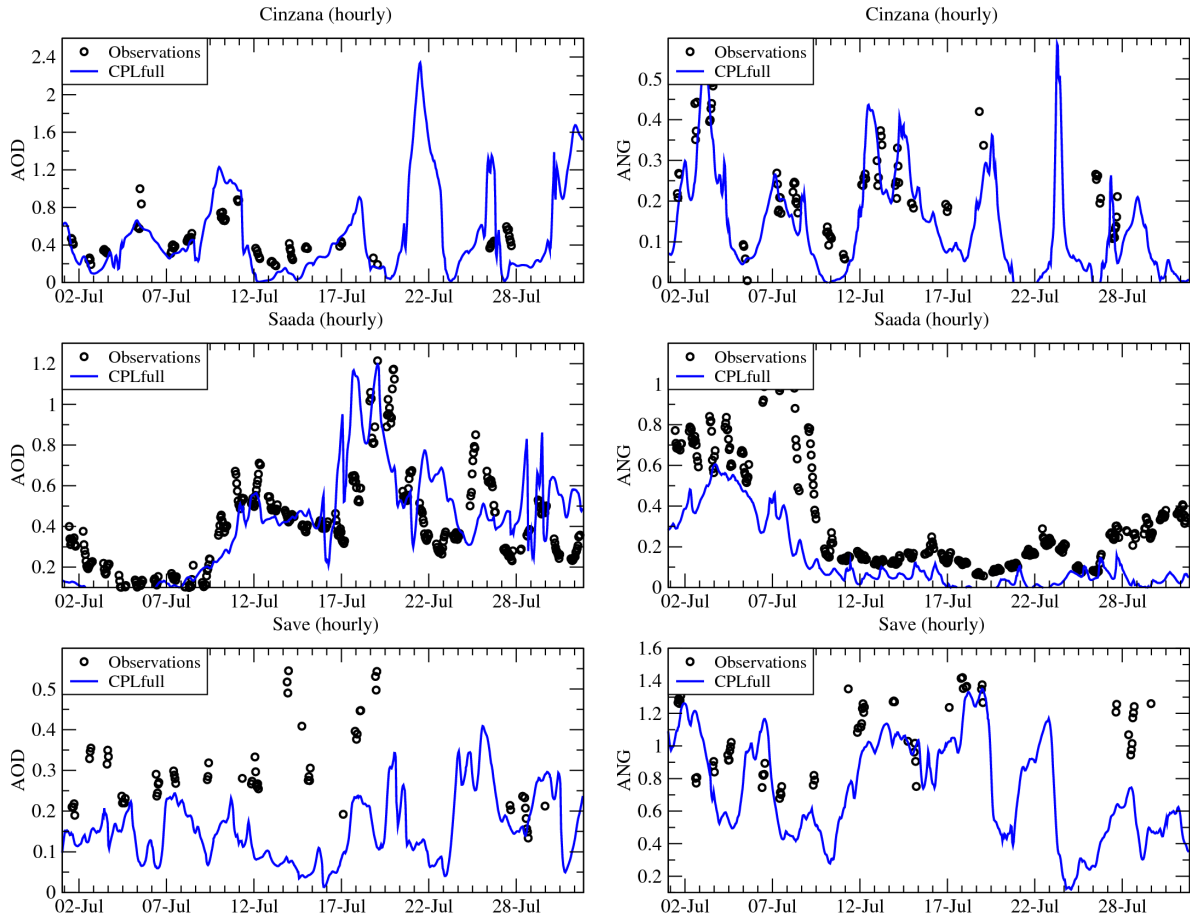 Cinzana (hourly)
Observations
CPLfull
AOD
2.4
2
1.6
1.2
0.8
0.4
0
02-Jul 07-Jul 12-Jul 17-Jul 22-Jul 28-Jul
Cinzana (hourly)
Observations
CPLfull
ANG
0.5
0.4
0.3
0.2
0.1
0
02-Jul 07-Jul 12-Jul 17-Jul 22-Jul 28-Jul
Saada (hourly)
Observations
CPLfull
AOD
1.2
1
0.8
0.6
0.4
0.2
02-Jul 07-Jul 12-Jul 17-Jul 22-Jul 28-Jul
Saada (hourly)
Observations
CPLfull
ANG
1
0.8
0.6
0.4
0.2
0
02-Jul 07-Jul 12-Jul 17-Jul 22-Jul 28-Jul
Save (hourly)
Observations
CPLfull
AOD
0.5
0.4
0.3
0.2
0.1
0
02-Jul 07-Jul 12-Jul 17-Jul 22-Jul 28-Jul
Save (hourly)
Observations
CPLfull
ANG
1.6
1.4
1.2
1
0.8
0.6
0.4
0.2
02-Jul 07-Jul 12-Jul 17-Jul 22-Jul 28-Jul